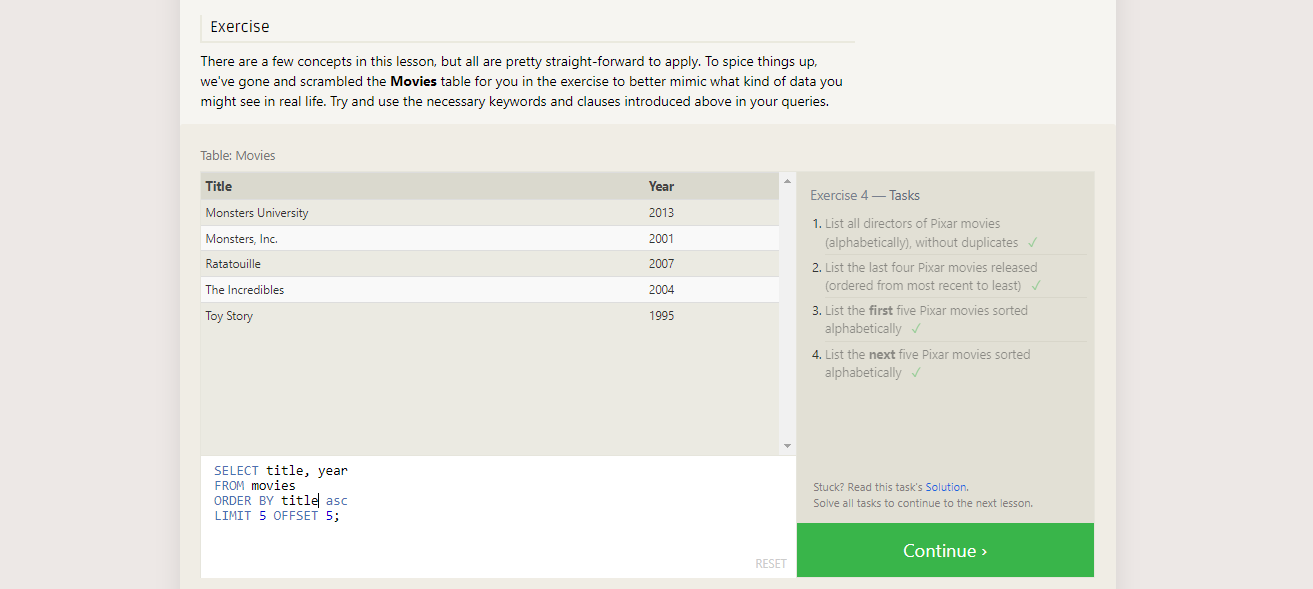 Exercise
There are a few concepts in this lesson, but all are pretty straight-forward to apply. To spice things up,
we've gone and scrambled the Movies table for you in the exercise to better mimic what kind of data you
might see in real life. Try and use the necessary keywords and clauses introduced above in your queries.
Table: Movies
Title Year
Monsters University 2013
Monsters, Inc. 2001
Ratatouille 2007
The Incredibles 2004
Toy Story 1995
SELECT title, year
FROM movies
ORDER BY title asc
LIMIT 5 OFFSET 5;
RESET
Exercise 4 — Tasks
1. List all directors of Pixar movies
(alphabetically), without duplicates ✓
2. List the last four Pixar movies released
(ordered from most recent to least) ✓
3. List the first five Pixar movies sorted
alphabetically ✓
4. List the next five Pixar movies sorted
alphabetically ✓
Stuck? Read this task's Solution.
Solve all tasks to continue to the next lesson.
Continue ›